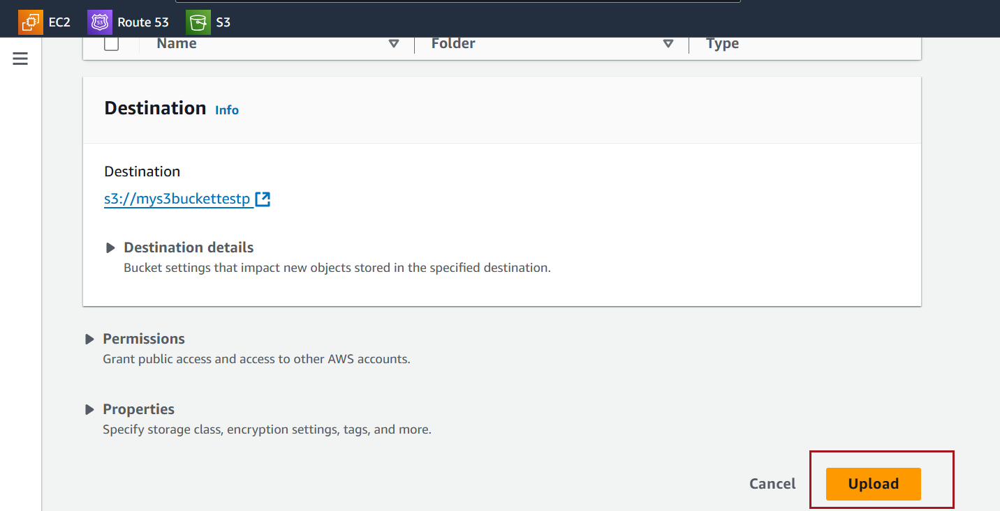 EC2 Route 53 S3
Name Folder Type
Destination Info
Destination
s3://mys3buckettestp
Destination details
Bucket settings that impact new objects stored in the specified destination.
Permissions
Grant public access and access to other AWS accounts.
Properties
Specify storage class, encryption settings, tags, and more.
Cancel Upload